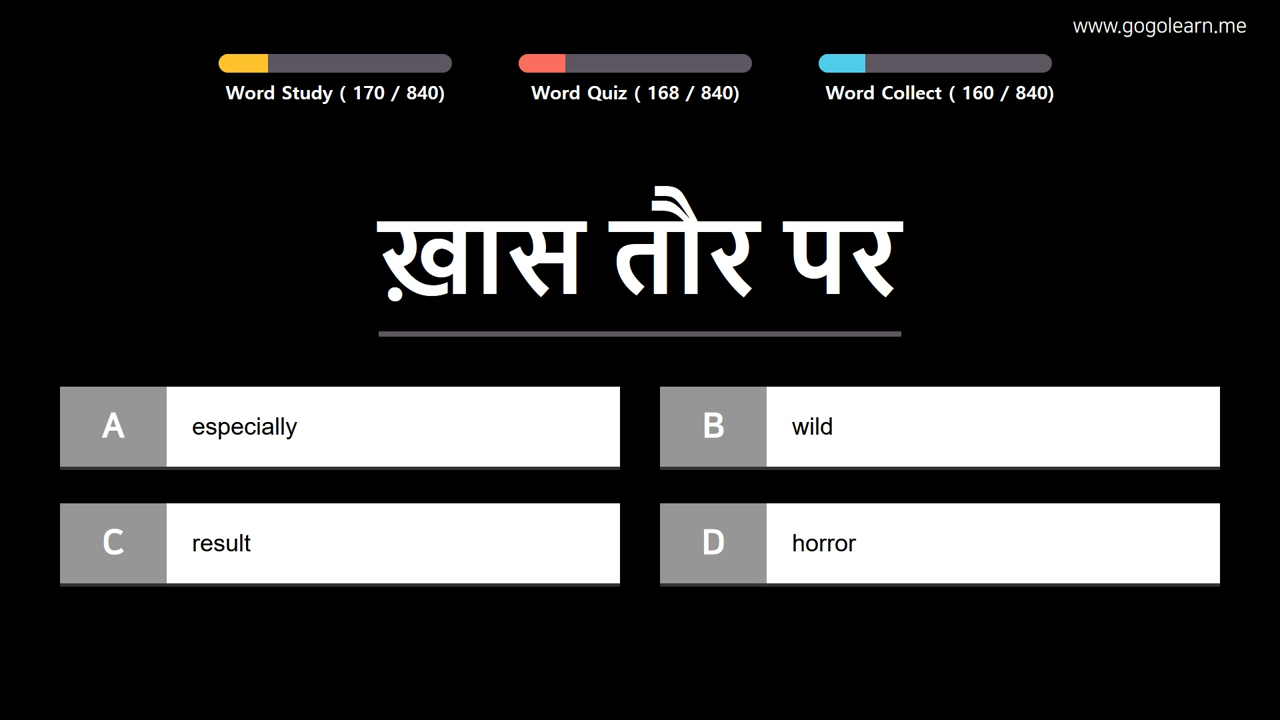 www.gogolearn.me
Word Study ( 170 / 840)
Word Quiz ( 168 / 840)
Word Collect ( 160 / 840)
ख़ास तौर पर
A especially
B wild
C result
D horror